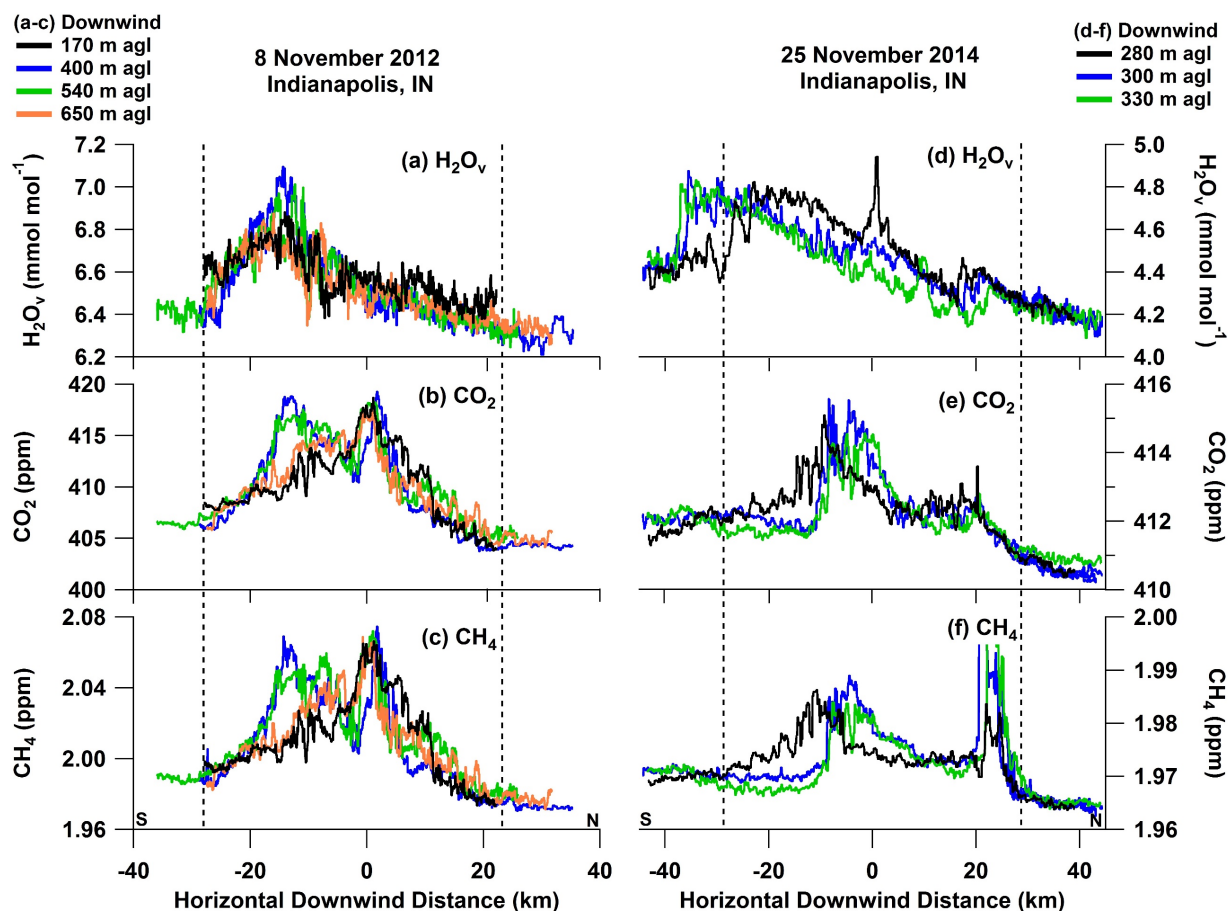 (a-c) Downwind
170 m agl
400 m agl
540 m agl
650 m agl
8 November 2012
Indianapolis, IN
25 November 2014
Indianapolis, IN
(d-f) Downwind
280 m agl
300 m agl
330 m agl
(a) H₂Oᵥ
7.2
7.0
6.8
6.6
6.4
6.2
H₂Oᵥ (mmol mol⁻¹)
(d) H₂Oᵥ
5.0
4.8
4.6
4.4
4.2
4.0
H₂Oᵥ (mmol mol⁻¹)
(b) CO₂
420
415
410
405
400
CO₂ (ppm)
(e) CO₂
416
414
412
410
CO₂ (ppm)
(c) CH₄
2.08
2.04
2.00
1.96
CH₄ (ppm)
S
N
(f) CH₄
2.00
1.99
1.98
1.97
1.96
CH₄ (ppm)
S
N
-40 -20 0 20 40
Horizontal Downwind Distance (km)
-40 -20 0 20 40
Horizontal Downwind Distance (km)